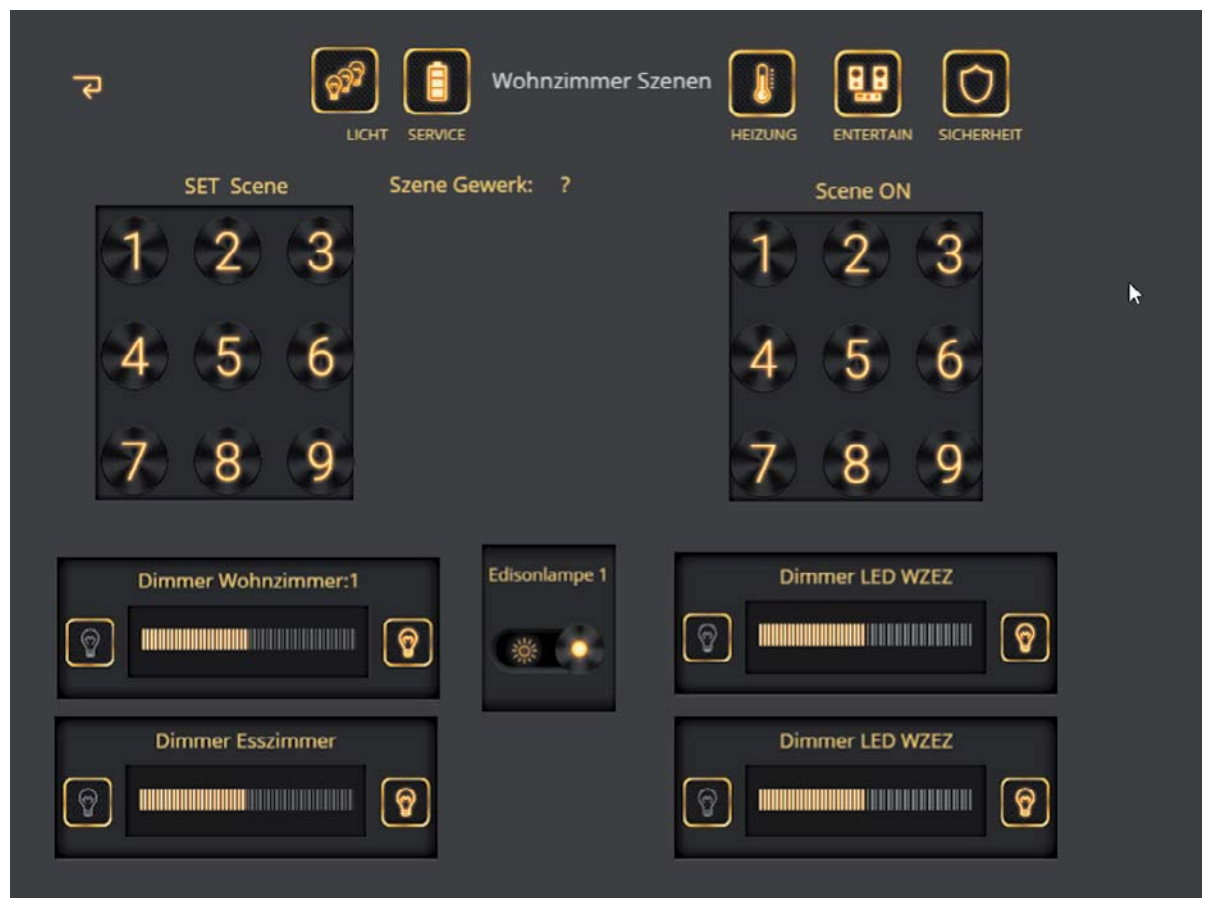 Wohnzimmer Szenen
LICHT SERVICE HEIZUNG ENTERTAIN SICHERHEIT
SET Scene Szene Gewerk: ? Scene ON
1 2 3 1 2 3
4 5 6 4 5 6
7 8 9 7 8 9
Dimmer Wohnzimmer:1 Edisonlampe 1 Dimmer LED WZEZ
Dimmer Esszimmer Dimmer LED WZEZ